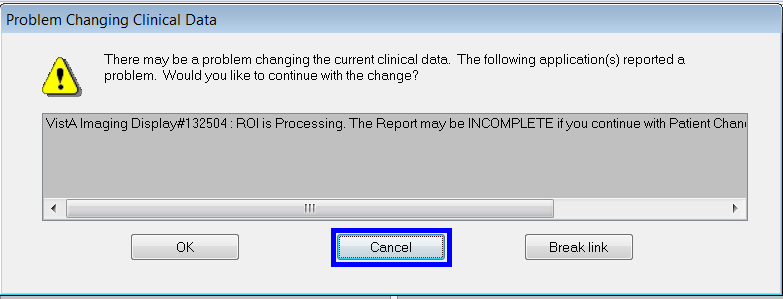 Problem Changing Clinical Data
There may be a problem changing the current clinical data. The following application(s) reported a
problem. Would you like to continue with the change?
VistA Imaging Display#132504 : ROI is Processing. The Report may be INCOMPLETE if you continue with Patient Chan
OK
Cancel
Break link